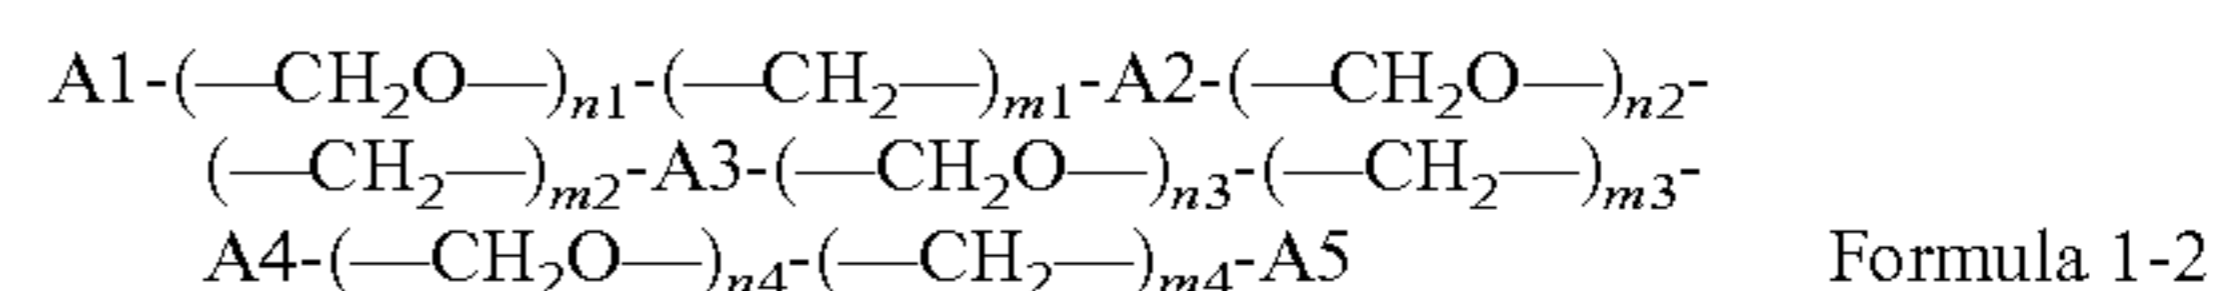 A1-(—CH₂O—)ₙ₁-(—CH₂—)ₘ₁-A2-(—CH₂O—)ₙ₂-
(—CH₂—)ₘ₂-A3-(—CH₂O—)ₙ₃-(—CH₂—)ₘ₃-
A4-(—CH₂O—)ₙ₄-(—CH₂—)ₘ₄-A5 Formula 1-2